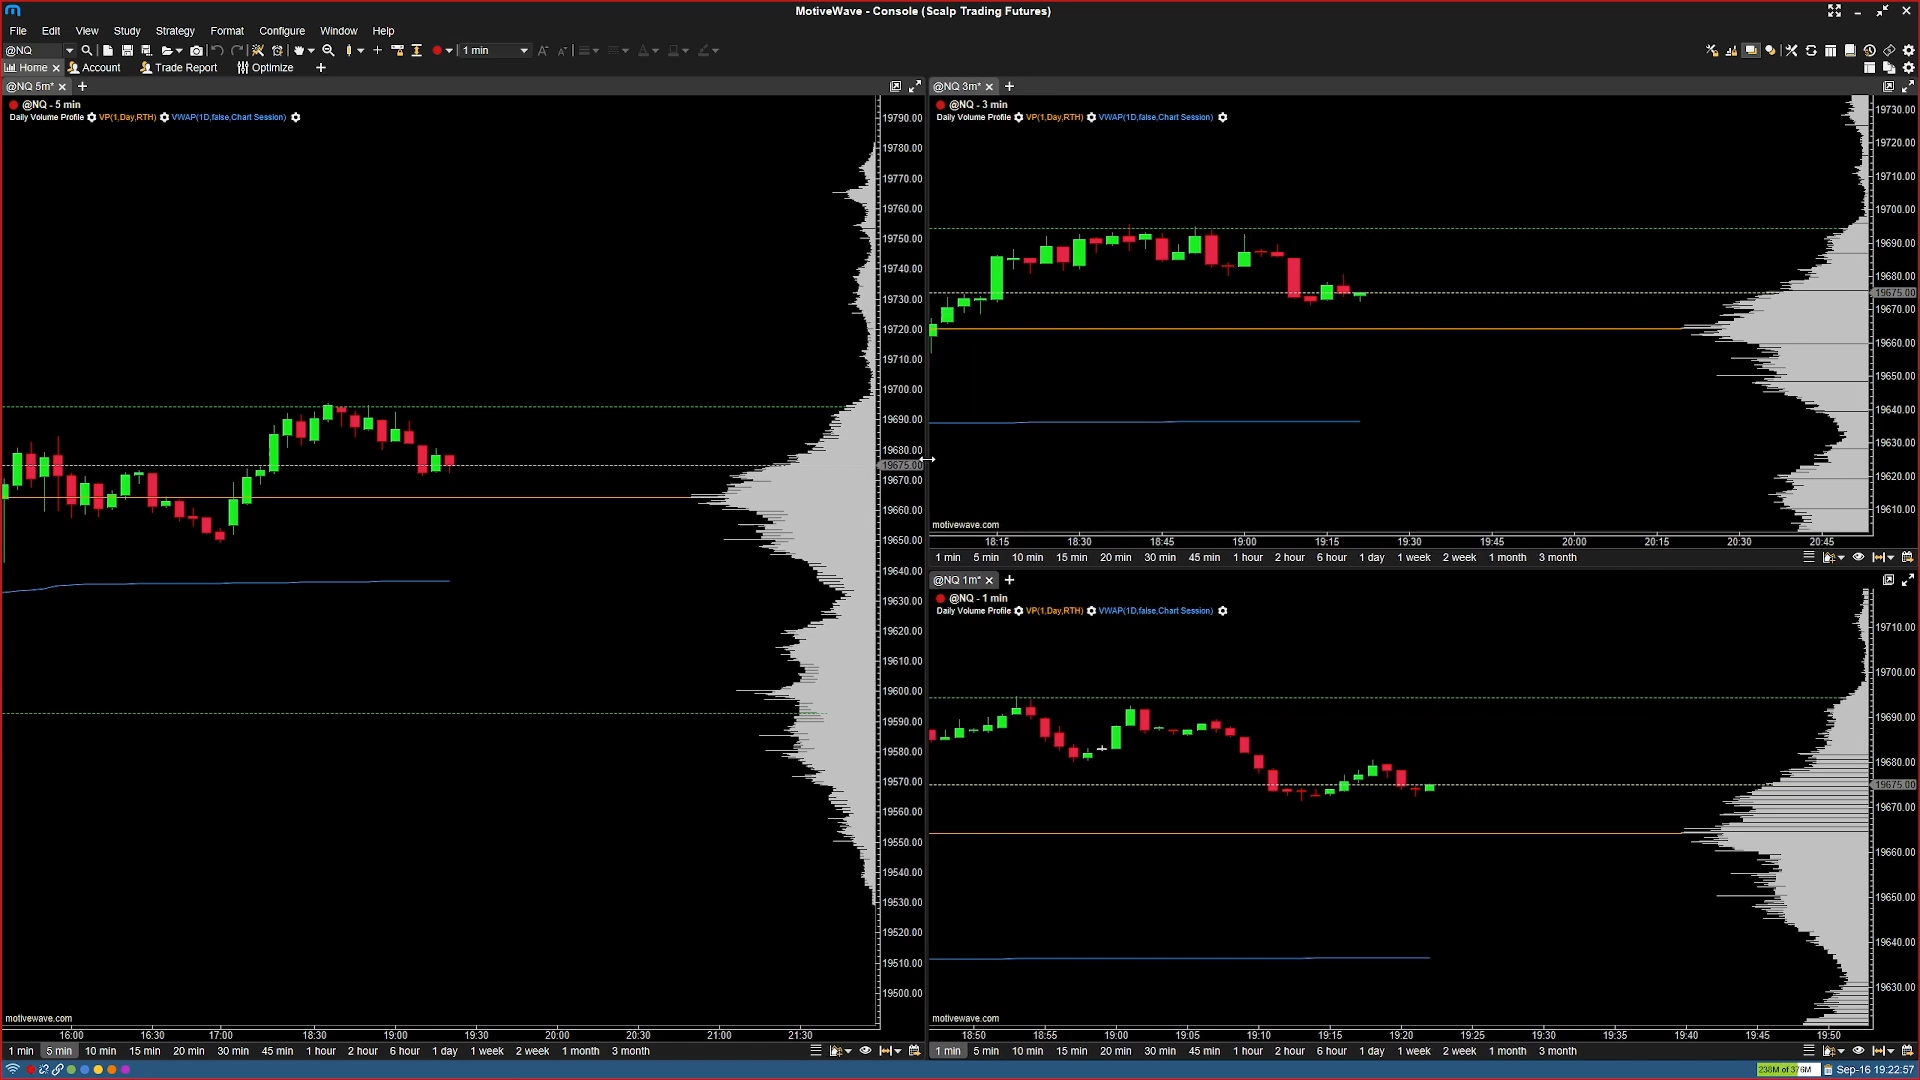 MotiveWave - Console (Scalp Trading Futures)
File Edit View Study Strategy Format Configure Window Help
@NQ 1 min
Home Account Trade Report Optimize
@NQ 5m*
@NQ - 5 min
Daily Volume Profile VP(1,Day,RTH) VWAP(1D,false,Chart Session)
19790.00
19780.00
19770.00
19760.00
19750.00
19740.00
19730.00
19720.00
19710.00
19700.00
19690.00
19680.00
19675.00
19670.00
19660.00
19650.00
19640.00
19630.00
19620.00
19610.00
19600.00
19590.00
19580.00
19570.00
19560.00
19550.00
19540.00
19530.00
19520.00
19510.00
19500.00
motivewave.com
16:00 16:30 17:00 18:30 19:00 19:30 20:00 20:30 21:00 21:30
1 min 5 min 10 min 15 min 20 min 30 min 45 min 1 hour 2 hour 6 hour 1 day 1 week 2 week 1 month 3 month
@NQ 3m*
@NQ - 3 min
Daily Volume Profile VP(1,Day,RTH) VWAP(1D,false,Chart Session)
19730.00
19720.00
19710.00
19700.00
19690.00
19680.00
19675.00
19670.00
19660.00
19650.00
19640.00
19630.00
19620.00
19610.00
motivewave.com
18:15 18:30 18:45 19:00 19:15 19:30 19:45 20:00 20:15 20:30 20:45
1 min 5 min 10 min 15 min 20 min 30 min 45 min 1 hour 2 hour 6 hour 1 day 1 week 2 week 1 month 3 month
@NQ 1m*
@NQ - 1 min
Daily Volume Profile VP(1,Day,RTH) VWAP(1D,false,Chart Session)
19710.00
19700.00
19690.00
19680.00
19675.00
19670.00
19660.00
19650.00
19640.00
19630.00
motivewave.com
18:50 18:55 19:00 19:05 19:10 19:15 19:20 19:25 19:30 19:35 19:40 19:45 19:50
1 min 5 min 10 min 15 min 20 min 30 min 45 min 1 hour 2 hour 6 hour 1 day 1 week 2 week 1 month 3 month
238M of 376M Sep-16 19:22:57